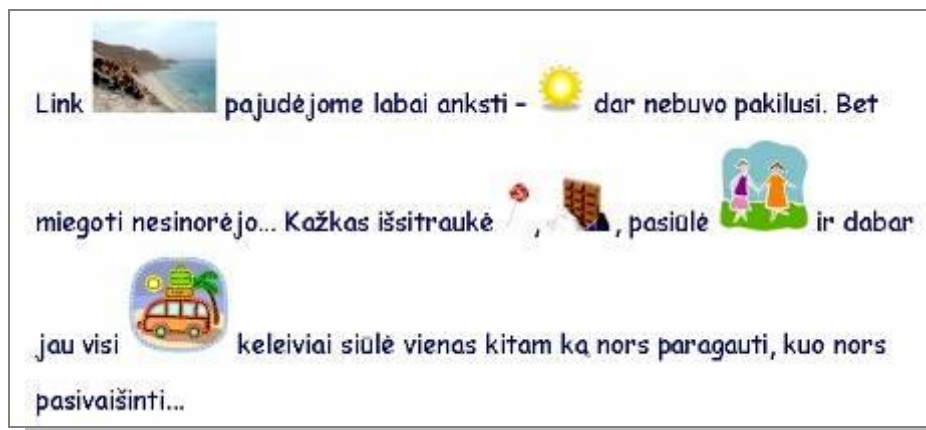 Link pajudėjome labai anksti – dar nebuvo pakilusi. Bet
miegoti nesinorėjo... Kažkas išsitraukė , , pasiūlė ir dabar
jau visi keleiviai siūlė vienas kitam ką nors paragauti, kuo nors
pasivaišinti...